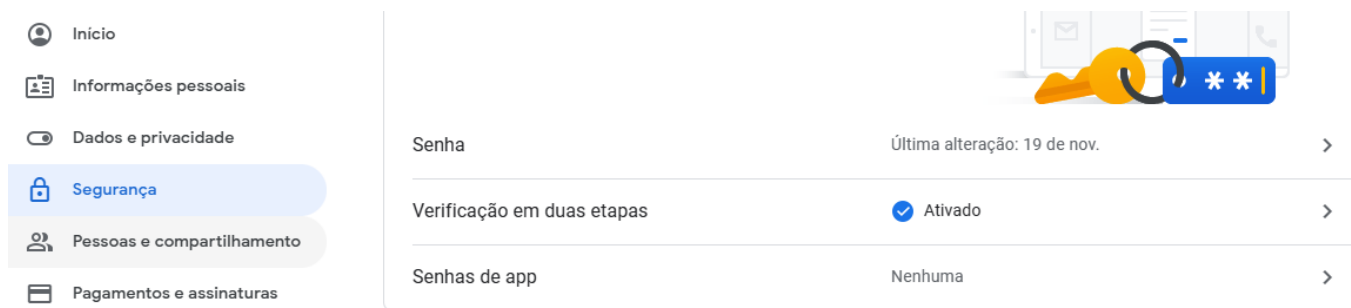 Início
Informações pessoais
Dados e privacidade
Segurança
Pessoas e compartilhamento
Pagamentos e assinaturas
**
Senha Última alteração: 19 de nov.
Verificação em duas etapas Ativado
Senhas de app Nenhuma